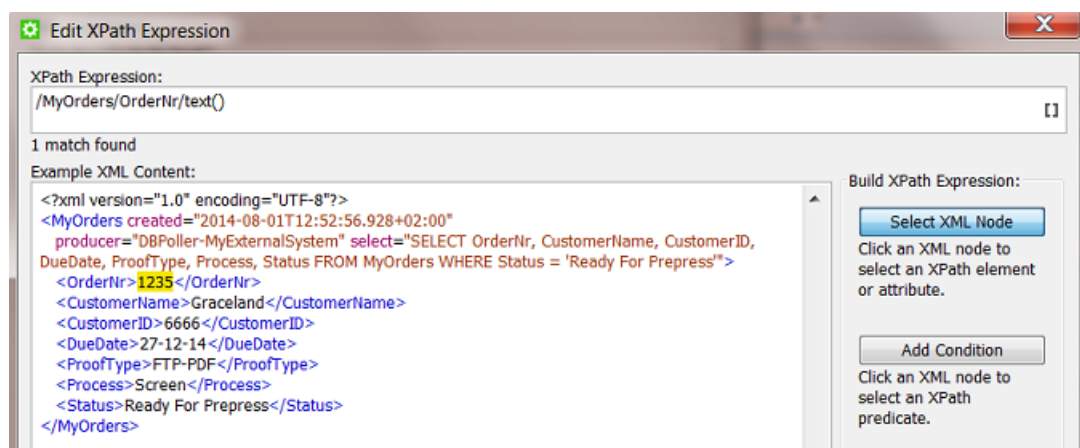 Edit XPath Expression
X
XPath Expression:
/MyOrders/OrderNr/text()
[]
1 match found
Example XML Content:
<?xml version="1.0" encoding="UTF-8"?>
<MyOrders created="2014-08-01T12:52:56.928+02:00"
producer="DBPoller-MyExternalSystem" select="SELECT OrderNr, CustomerName, CustomerID,
DueDate, ProofType, Process, Status FROM MyOrders WHERE Status = 'Ready For Prepress'">
<OrderNr>1235</OrderNr>
<CustomerName>Graceland</CustomerName>
<CustomerID>6666</CustomerID>
<DueDate>27-12-14</DueDate>
<ProofType>FTP-PDF</ProofType>
<Process>Screen</Process>
<Status>Ready For Prepress</Status>
</MyOrders>
Build XPath Expression:
Select XML Node
Click an XML node to
select an XPath element
or attribute.
Add Condition
Click an XML node to
select an XPath
predicate.